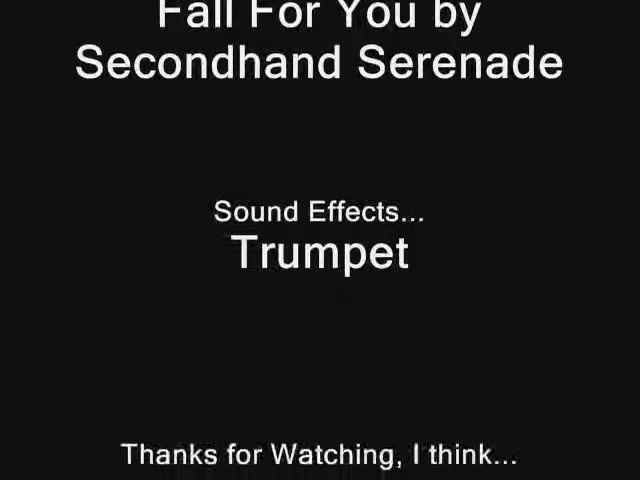 Fall For You by
Secondhand Serenade
Sound Effects...
Trumpet
Thanks for Watching, I think...